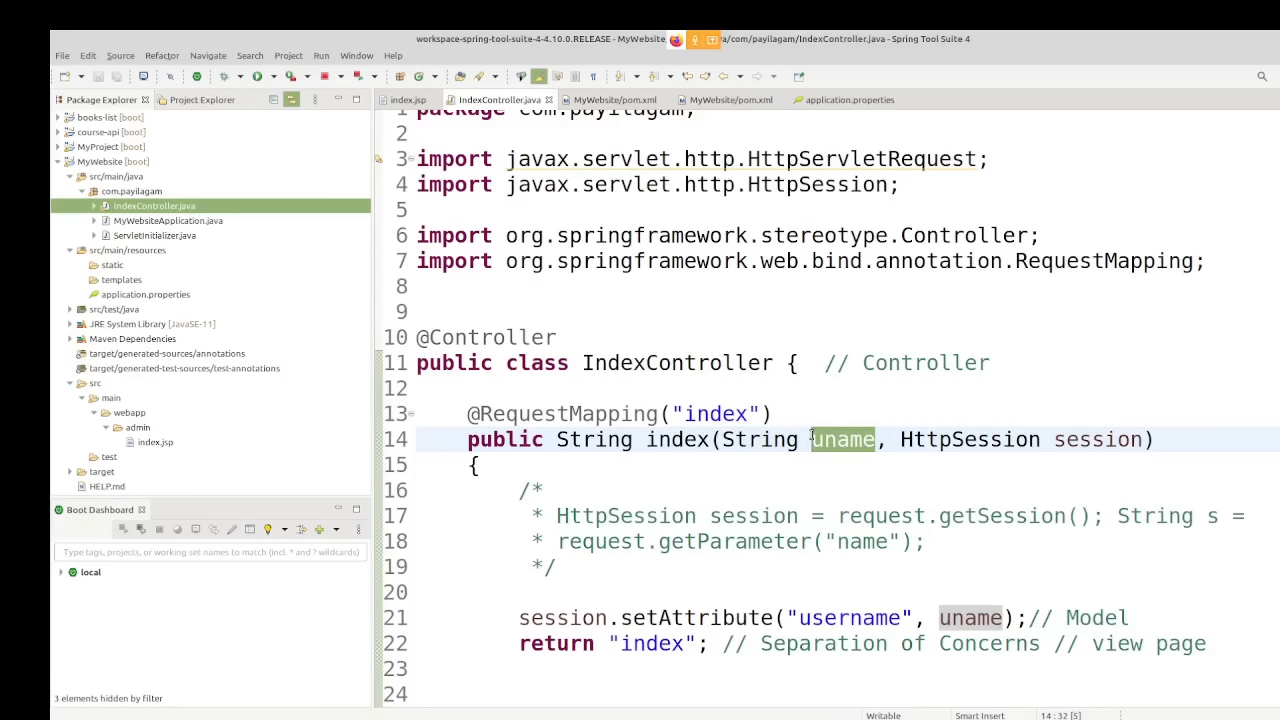 workspace-spring-tool-suite-4-4.10.0.RELEASE - MyWebsite va/com/payilagam/IndexController.java - Spring Tool Suite 4
File Edit Source Refactor Navigate Search Project Run Window Help
Package Explorer Project Explorer
index.jsp IndexController.java MyWebsite/pom.xml MyWebsite/pom.xml application.properties
books-list [boot]
course-api [boot]
MyProject [boot]
MyWebsite [boot]
src/main/java
com.payilagam
IndexController.java
MyWebsiteApplication.java
ServletInitializer.java
src/main/resources
static
templates
application.properties
src/test/java
JRE System Library [JavaSE-11]
Maven Dependencies
target/generated-sources/annotations
target/generated-test-sources/test-annotations
src
main
webapp
admin
index.jsp
test
target
HELP.md
Boot Dashboard
Type tags, projects, or working set names to match (incl. * and ? wildcards)
local
3 elements hidden by filter
1 package com.payilagam;
2
3 import javax.servlet.http.HttpServletRequest;
4 import javax.servlet.http.HttpSession;
5
6 import org.springframework.stereotype.Controller;
7 import org.springframework.web.bind.annotation.RequestMapping;
8
9
10 @Controller
11 public class IndexController { // Controller
12
13 @RequestMapping("index")
14 public String index(String uname, HttpSession session)
15 {
16 /*
17 * HttpSession session = request.getSession(); String s =
18 * request.getParameter("name");
19 */
20
21 session.setAttribute("username", uname);// Model
22 return "index"; // Separation of Concerns // view page
23
24
Writable Smart Insert 14 : 32 [5]